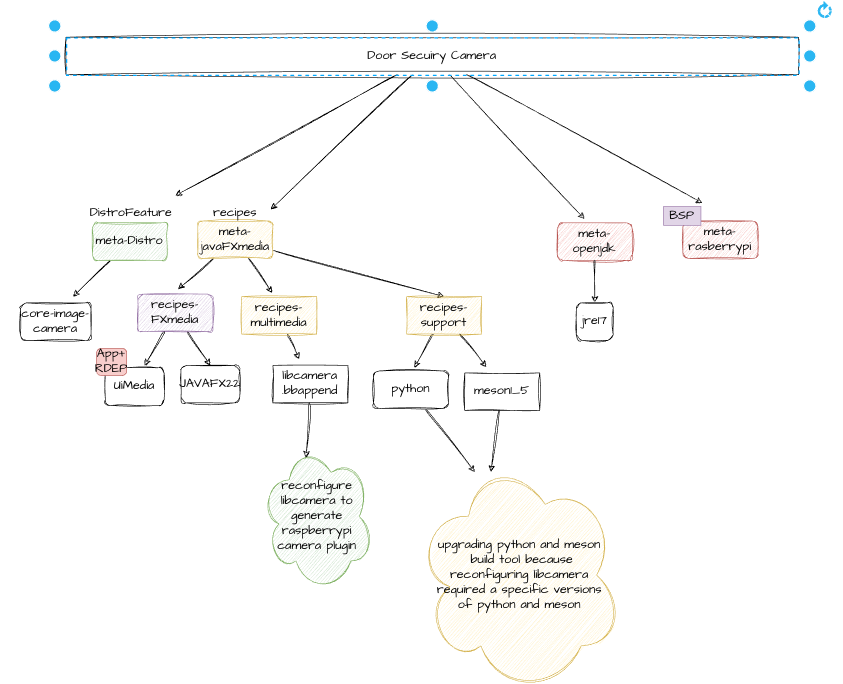 Door Secuiry Camera
DistroFeature
meta-Distro
recipes
meta-
javaFXmedia
meta-
openjdk
BSP
meta-
rasberrypi
core-image-
camera
recipes-
FXmedia
recipes-
multimedia
recipes-
support
jre17
App+
RDEP
UiMedia
JAVAFX22
libcamera
.bbappend
python
meson1_5
reconfigure
libcamera to
generate
raspberrypi
camera plugin
upgrading python and meson
build tool because
reconfiguring libcamera
required a specific versions
of python and meson